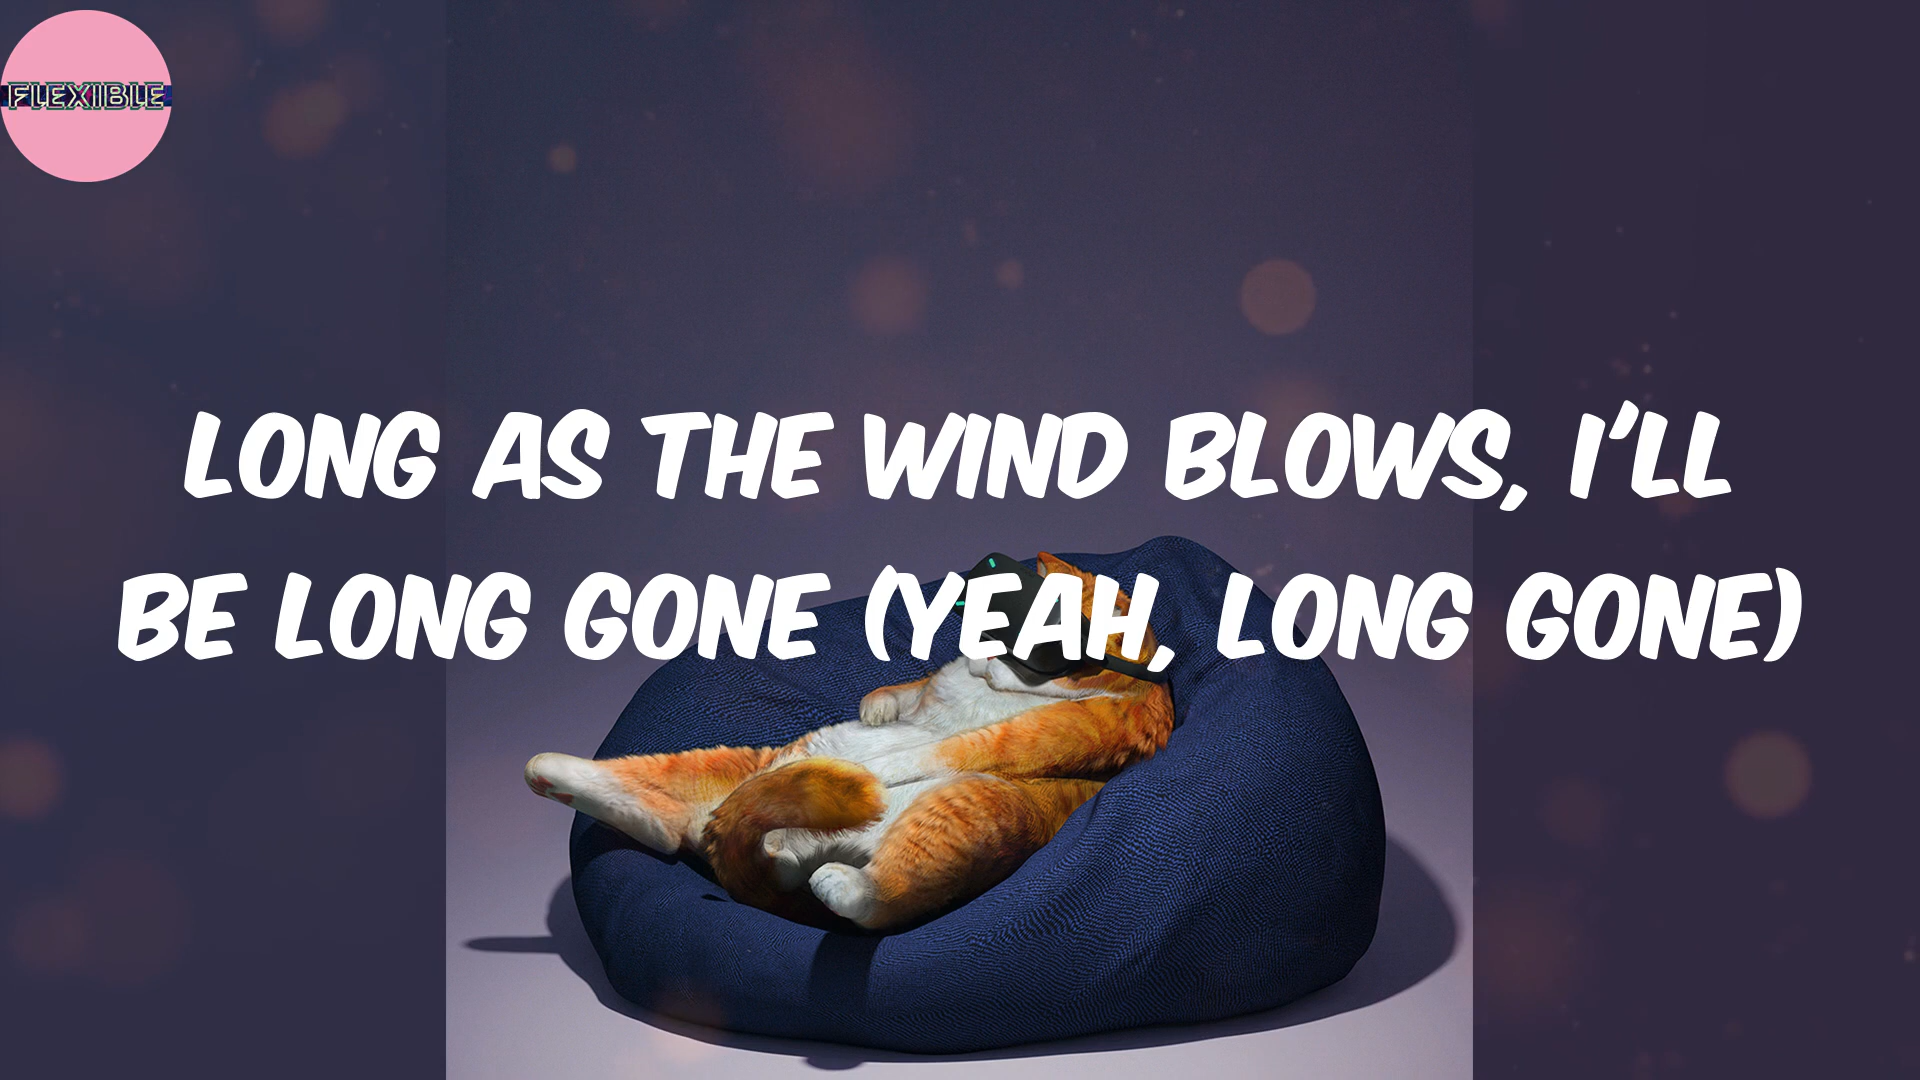 FLEXIBLE
LONG AS THE WIND BLOWS, I'LL
BE LONG GONE (YEAH, LONG GONE)